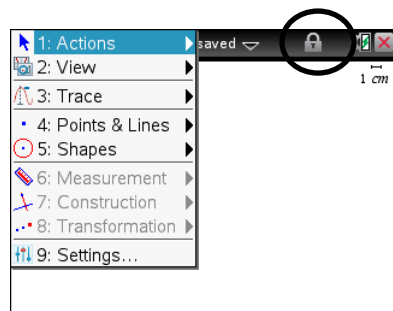 1: Actions
saved
2: View
1 cm
3: Trace
4: Points & Lines
5: Shapes
6: Measurement
7: Construction
8: Transformation
9: Settings...